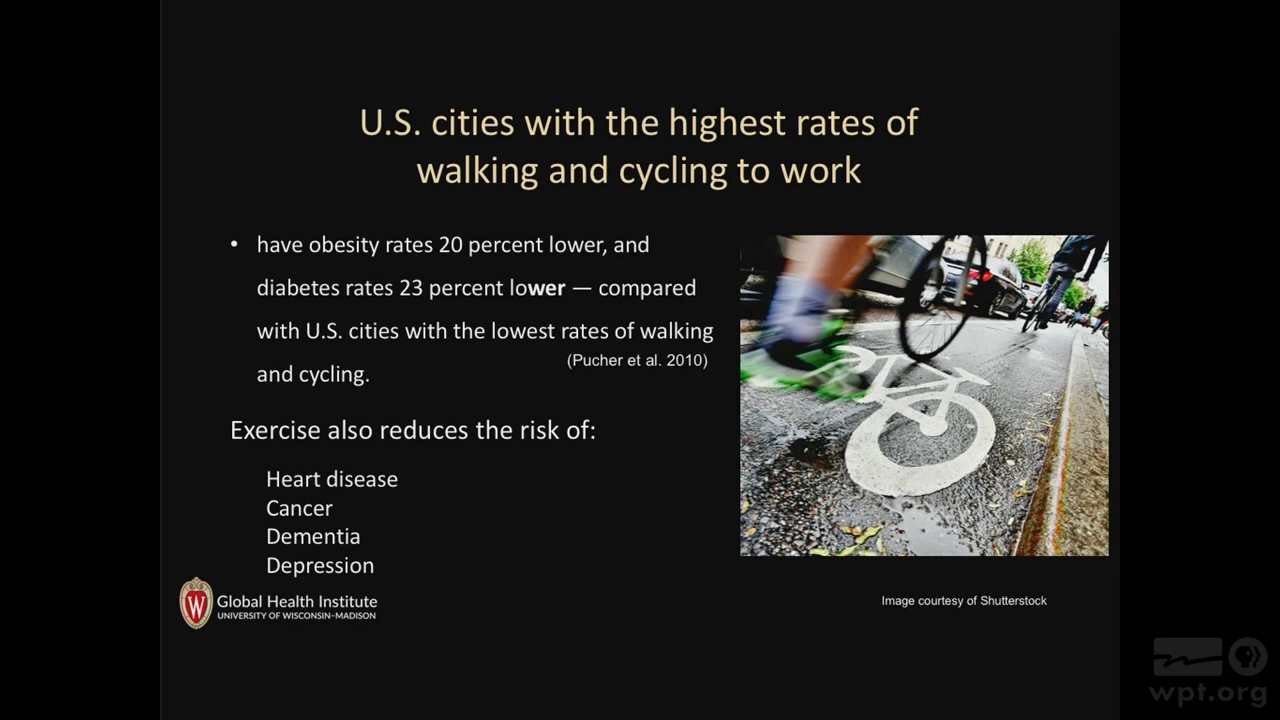 U.S. cities with the highest rates of
walking and cycling to work
• have obesity rates 20 percent lower, and
diabetes rates 23 percent lower — compared
with U.S. cities with the lowest rates of walking
(Pucher et al. 2010)
and cycling.
Exercise also reduces the risk of:
Heart disease
Cancer
Dementia
Depression
W
Global Health Institute
UNIVERSITY OF WISCONSIN–MADISON
Image courtesy of Shutterstock
wpt.org